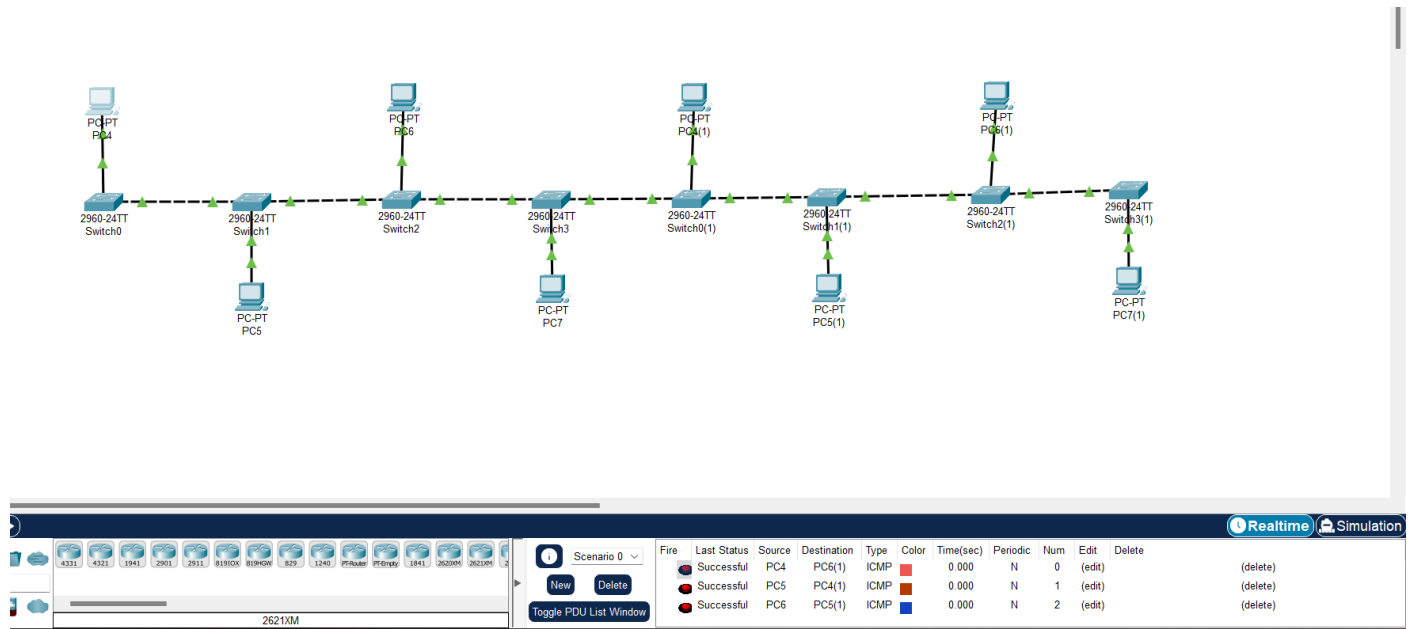 PC-PT
PC4
PC-PT
PC6
PC-PT
PC4(1)
PC-PT
PC6(1)
2960-24TT
Switch0
2960-24TT
Switch1
2960-24TT
Switch2
2960-24TT
Switch3
2960-24TT
Switch0(1)
2960-24TT
Switch1(1)
2960-24TT
Switch2(1)
2960-24TT
Switch3(1)
PC-PT
PC5
PC-PT
PC7
PC-PT
PC5(1)
PC-PT
PC7(1)
Realtime Simulation
4331 4321 1941 2901 2911 819IOX 819HGW 829 1240 PT-Router PT-Empty 1841 2620XM 2621XM
2621XM
Scenario 0
New Delete
Toggle PDU List Window
Fire Last Status Source Destination Type Color Time(sec) Periodic Num Edit Delete
Successful PC4 PC6(1) ICMP 0.000 N 0 (edit) (delete)
Successful PC5 PC4(1) ICMP 0.000 N 1 (edit) (delete)
Successful PC6 PC5(1) ICMP 0.000 N 2 (edit) (delete)